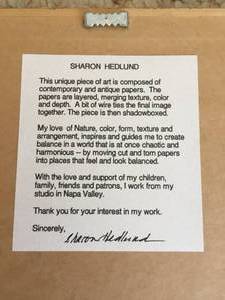 SHARON HEDLUND
This unique piece of art is composed of
contemporary and antique papers. The
papers are layered, merging texture, color
and depth. A bit of wire ties the final image
together. The piece is then shadowboxed.
My love of Nature, color, form, texture and
arrangement, inspires and guides me to create
balance in a world that is at once chaotic and
harmonious -- by moving cut and torn papers
into places that feel and look balanced.
With the love and support of my children,
family, friends and patrons, I work from my
studio in Napa Valley.
Thank you for your interest in my work.
Sincerely,
Sharon Hedlund